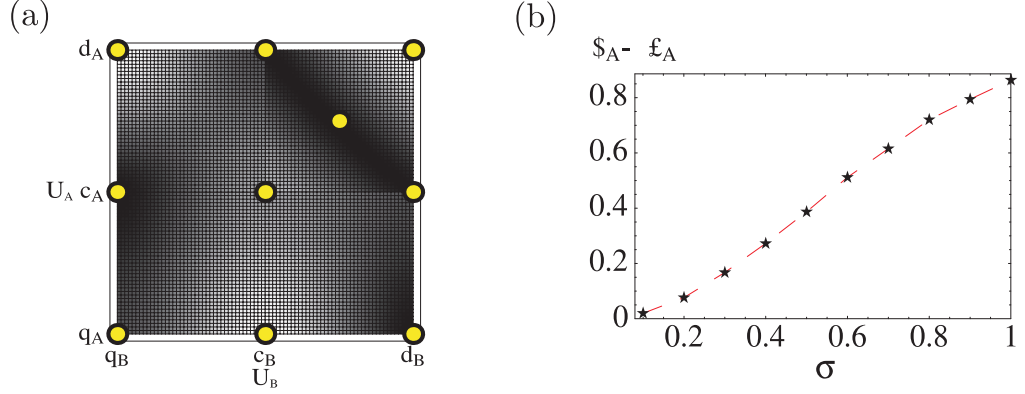 (a)
d_A
U_A c_A
q_A
q_B c_B d_B
U_B
(b)
$_A - £_A
0.8
0.6
0.4
0.2
0
0.2 0.4 0.6 0.8 1
σ